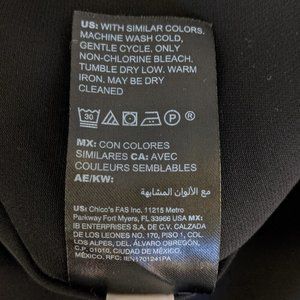 US: WITH SIMILAR COLORS.
MACHINE WASH COLD,
GENTLE CYCLE. ONLY
NON-CHLORINE BLEACH,
TUMBLE DRY LOW. WARM
IRON. MAY BE DRY
CLEANED
30
P
MX: CON COLORES
SIMILARES CA: AVEC
COULEURS SEMBLABLES
AE/KW:
مع الألوان المشابهة
US: Chico's FAS Inc, 11215 Metro
Parkway Fort Myers, FL 33966 MX:
IB ENTERPRISES S.A. DE C.V. CALZADA
DE LOS LEONES NO. 170, PISO 1, COL.
LOS ALPES, DEL. ÁLVARO OBREGÓN,
C.P. 01010, CIUDAD DE MÉXICO,
MÉXICO. RFC: IEN1701241PA